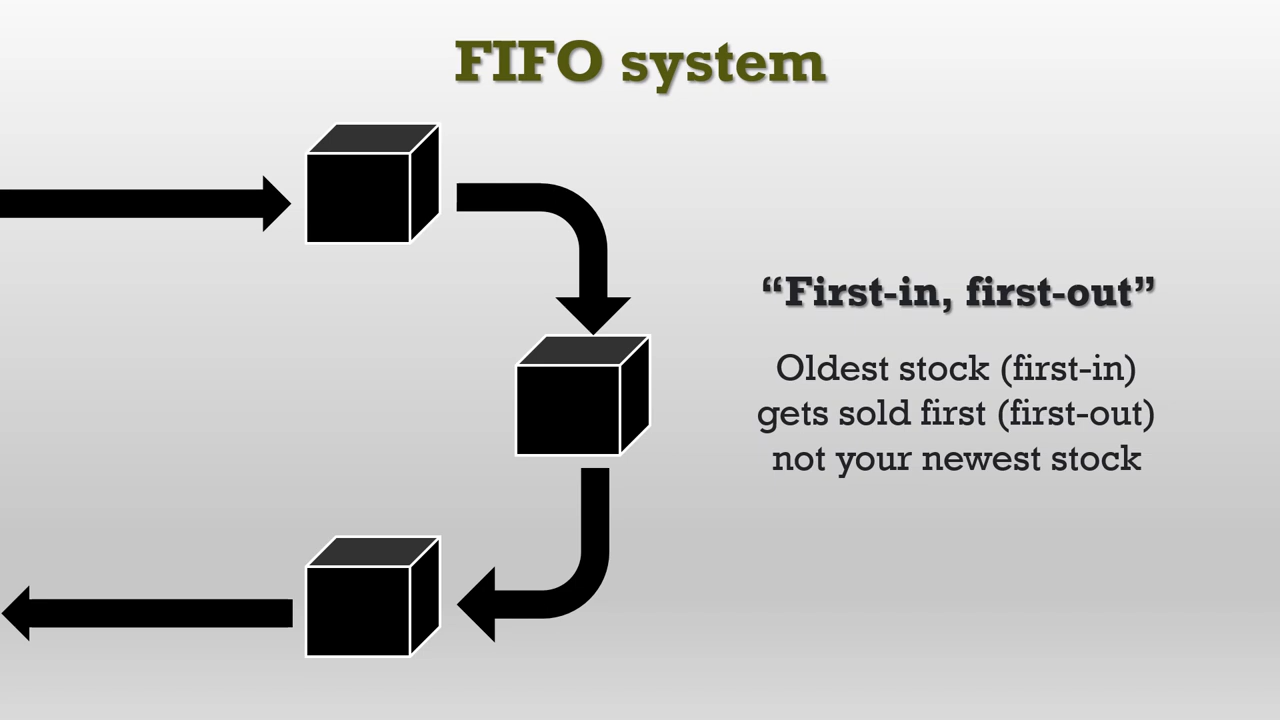 FIFO system
“First-in, first-out”
Oldest stock (first-in)
gets sold first (first-out)
not your newest stock